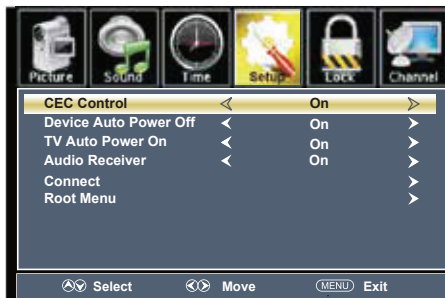 Picture Sound Time Setup Lock Channel
CEC Control On
Device Auto Power Off On
TV Auto Power On On
Audio Receiver On
Connect
Root Menu
Select Move MENU Exit